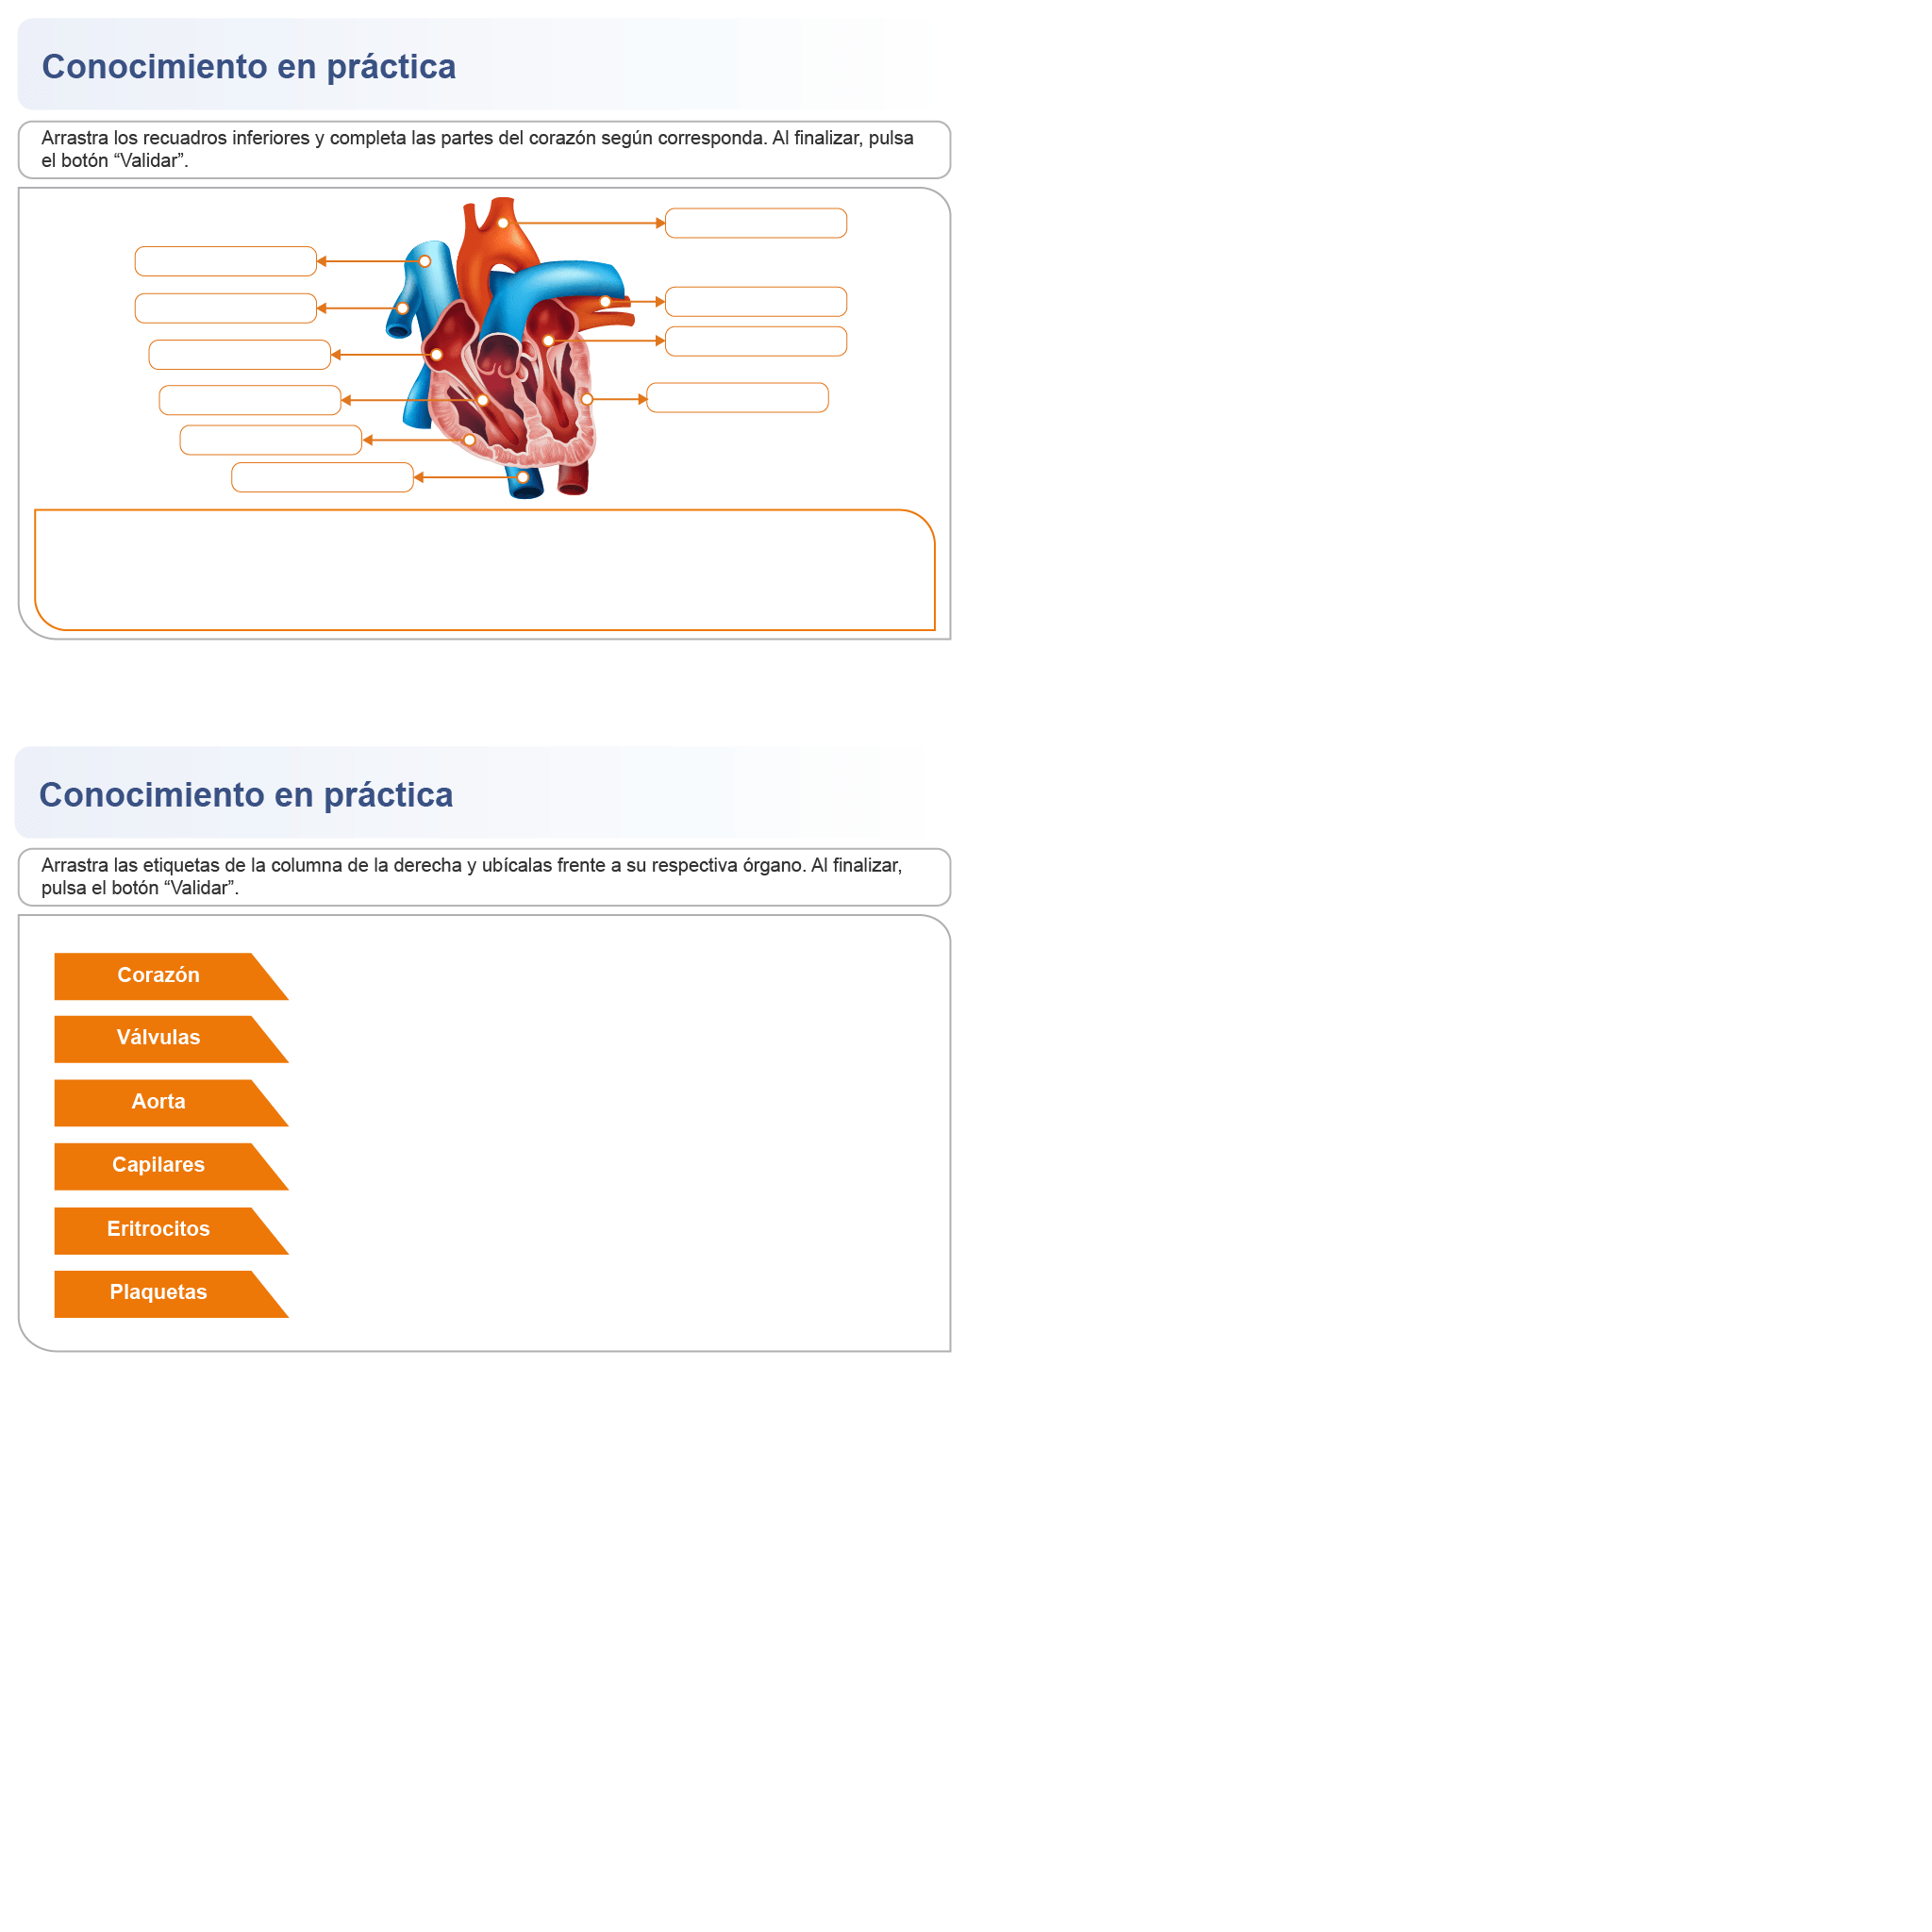 Conocimiento en práctica
Arrastra los recuadros inferiores y completa las partes del corazón según corresponda. Al finalizar, pulsa
el botón “Validar”.
Conocimiento en práctica
Arrastra las etiquetas de la columna de la derecha y ubícalas frente a su respectiva órgano. Al finalizar,
pulsa el botón “Validar”.
Corazón
Válvulas
Aorta
Capilares
Eritrocitos
Plaquetas